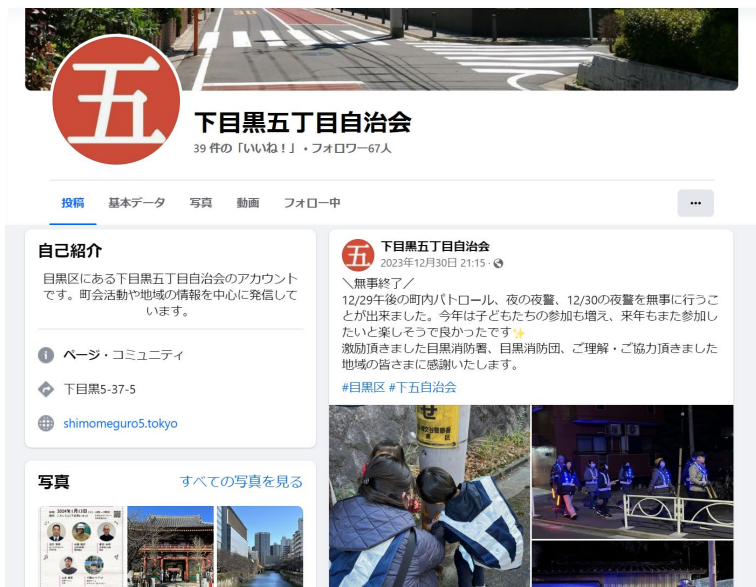 五
下目黒五丁目自治会
39 件の「いいね！」・フォロワー67人
投稿 基本データ 写真 動画 フォロー中
自己紹介
目黒区にある下目黒五丁目自治会のアカウント
です。町会活動や地域の情報を中心に発信して
います。
ページ・コミュニティ
下目黒5-37-5
shimomeguro5.tokyo
写真
すべての写真を見る
五
下目黒五丁目自治会
2023年12月30日 21:15
＼無事終了／
12/29午後の町内パトロール、夜の夜警、12/30の夜警を無事に行うこ
とが出来ました。今年は子どもたちの参加も増え、来年もまた参加し
たいと楽しそうで良かったです✨
激励頂きました目黒消防署、目黒消防団、ご理解・ご協力頂きました
地域の皆さまに感謝いたします。
#目黒区 #下五自治会
せ